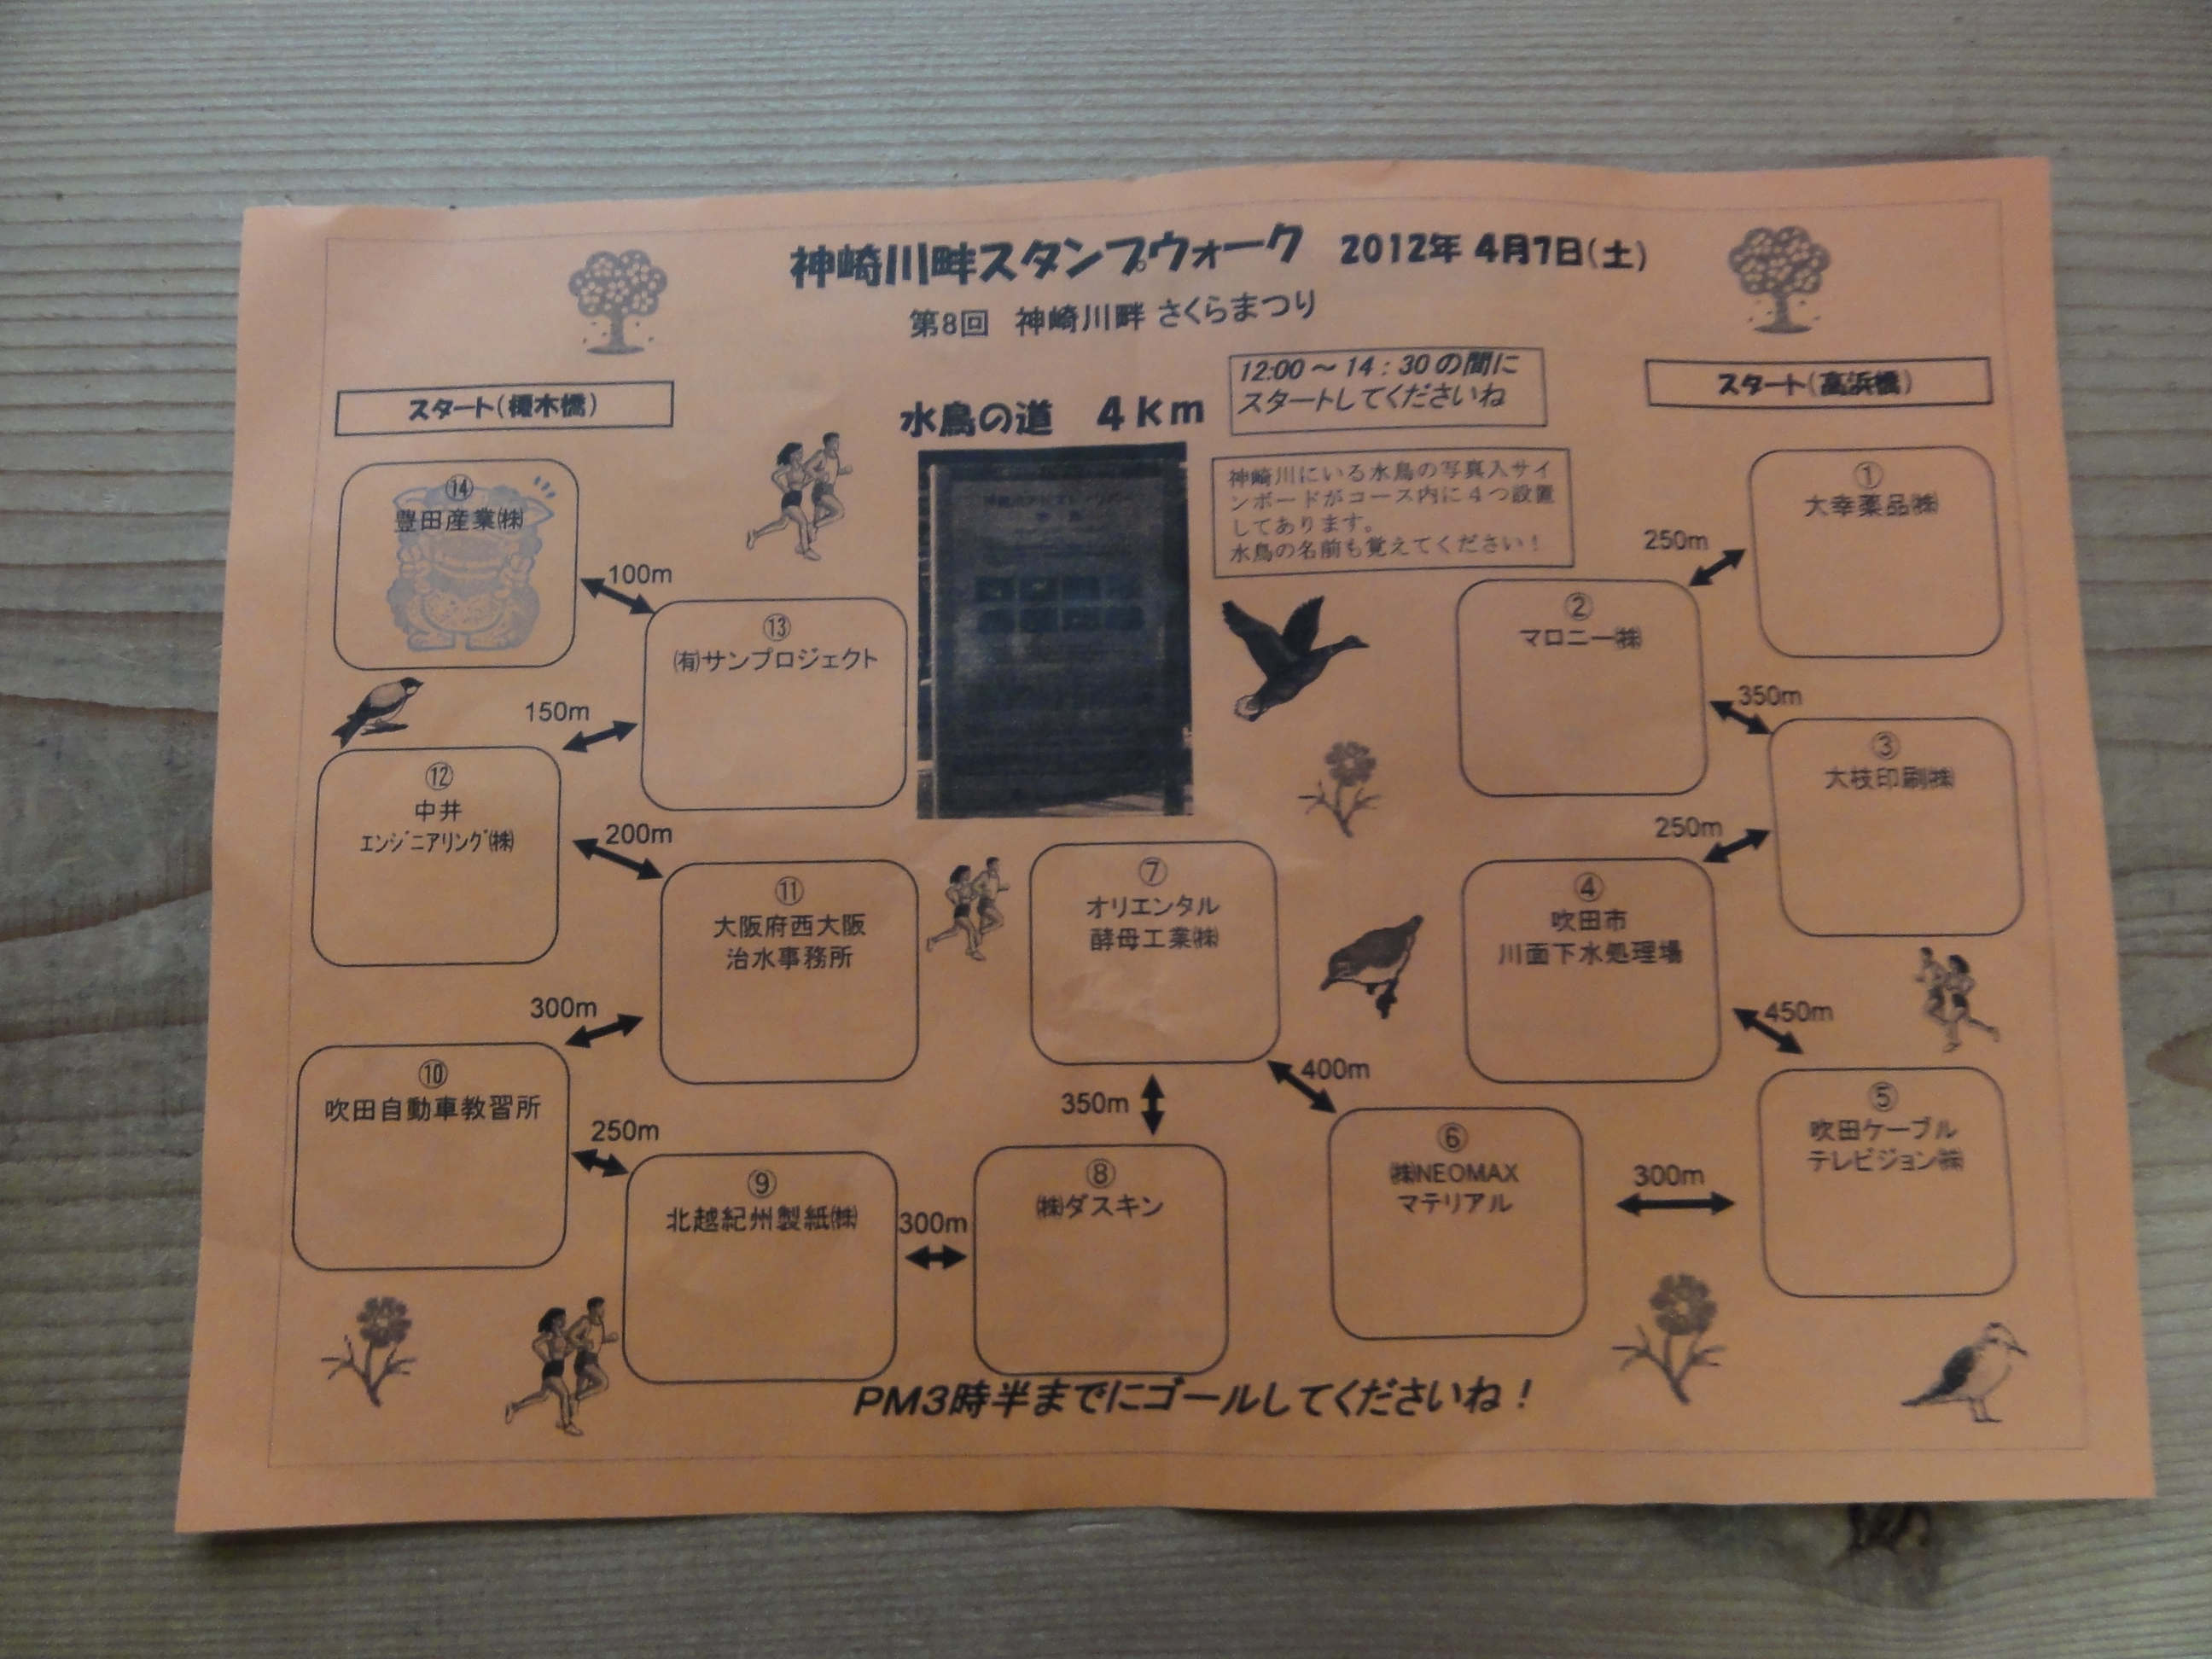 神崎川畔スタンプウォーク 2012年 4月7日(土)
第8回 神崎川畔 さくらまつり
12:00～14:30の間に
スタートしてくださいね
スタート(榎木橋)
水鳥の道 4km
スタート(高浜橋)
神崎川にいる水鳥の写真入サイ
ンボードがコース内に4つ設置
してあります。
水鳥の名前も覚えてください！
①
大幸薬品㈱
250m
②
マロニー㈱
350m
③
大枝印刷㈱
250m
④
吹田市
川面下水処理場
450m
⑤
吹田ケーブル
テレビジョン㈱
300m
⑥
㈱NEOMAX
マテリアル
400m
⑦
オリエンタル
酵母工業㈱
350m
⑧
㈱ダスキン
300m
⑨
北越紀州製紙㈱
250m
⑩
吹田自動車教習所
300m
⑪
大阪府西大阪
治水事務所
200m
⑫
中井
エンジニアリング㈱
150m
⑬
㈲サンプロジェクト
100m
⑭
豊田産業㈱
PM3時半までにゴールしてくださいね！